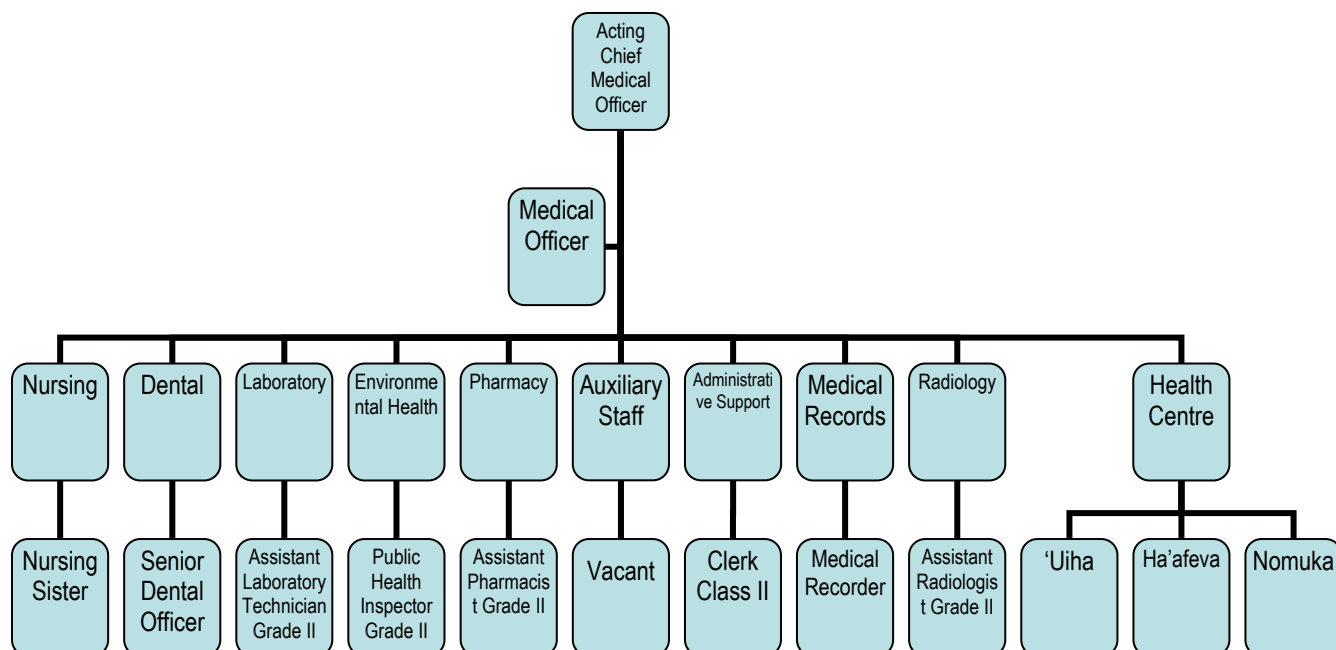 Acting
Chief
Medical
Officer
Medical
Officer
Nursing
Dental
Laboratory
Environme
ntal Health
Pharmacy
Auxiliary
Staff
Administrati
ve Support
Medical
Records
Radiology
Health
Centre
Nursing
Sister
Senior
Dental
Officer
Assistant
Laboratory
Technician
Grade II
Public
Health
Inspector
Grade II
Assistant
Pharmacis
t Grade II
Vacant
Clerk
Class II
Medical
Recorder
Assistant
Radiologis
t Grade II
‘Uiha
Ha’afeva
Nomuka